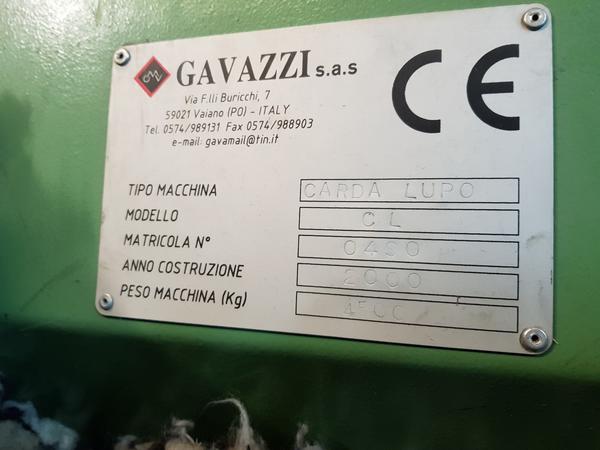 GAVAZZI s.a.s
Via F.lli Buricchi, 7
59021 Vaiano (PO) - ITALY
Tel. 0574/989131 Fax 0574/988903
e-mail: gavamail@tin.it
CE
TIPO MACCHINA CARDA LUPO
MODELLO CL
MATRICOLA N°
ANNO COSTRUZIONE 2000
PESO MACCHINA (Kg)